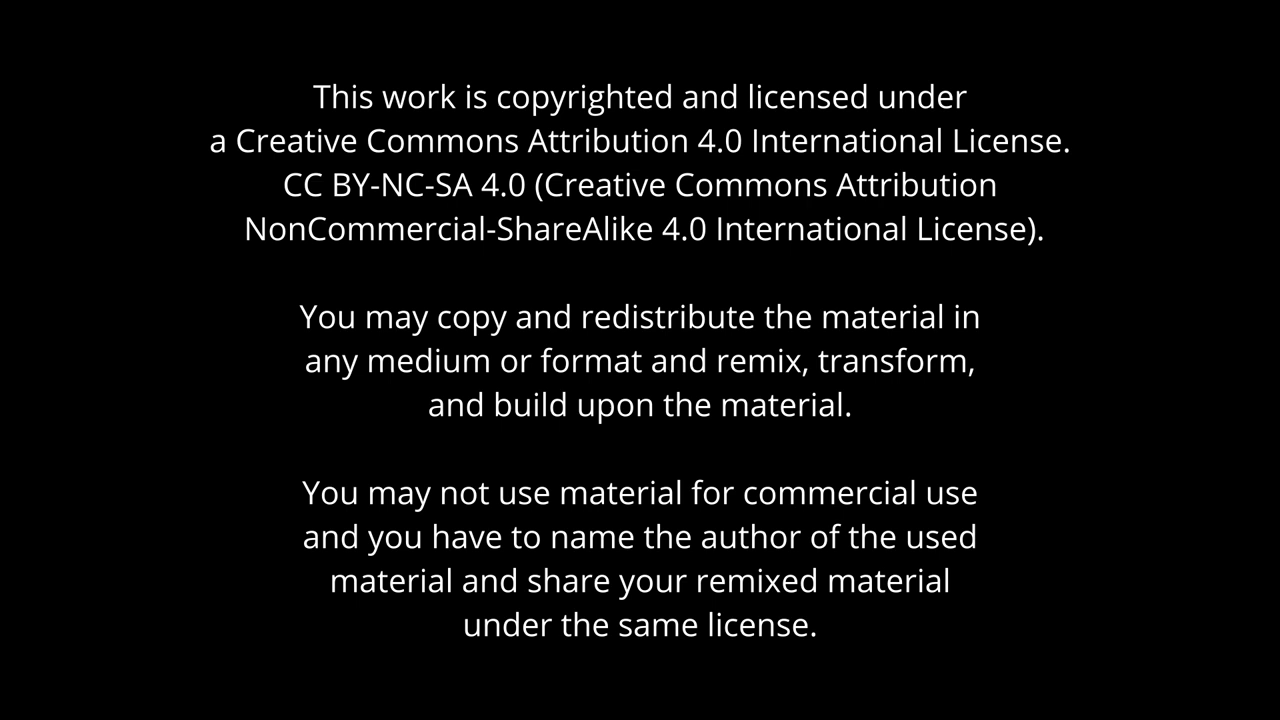 This work is copyrighted and licensed under
a Creative Commons Attribution 4.0 International License.
CC BY-NC-SA 4.0 (Creative Commons Attribution
NonCommercial-ShareAlike 4.0 International License).
You may copy and redistribute the material in
any medium or format and remix, transform,
and build upon the material.
You may not use material for commercial use
and you have to name the author of the used
material and share your remixed material
under the same license.